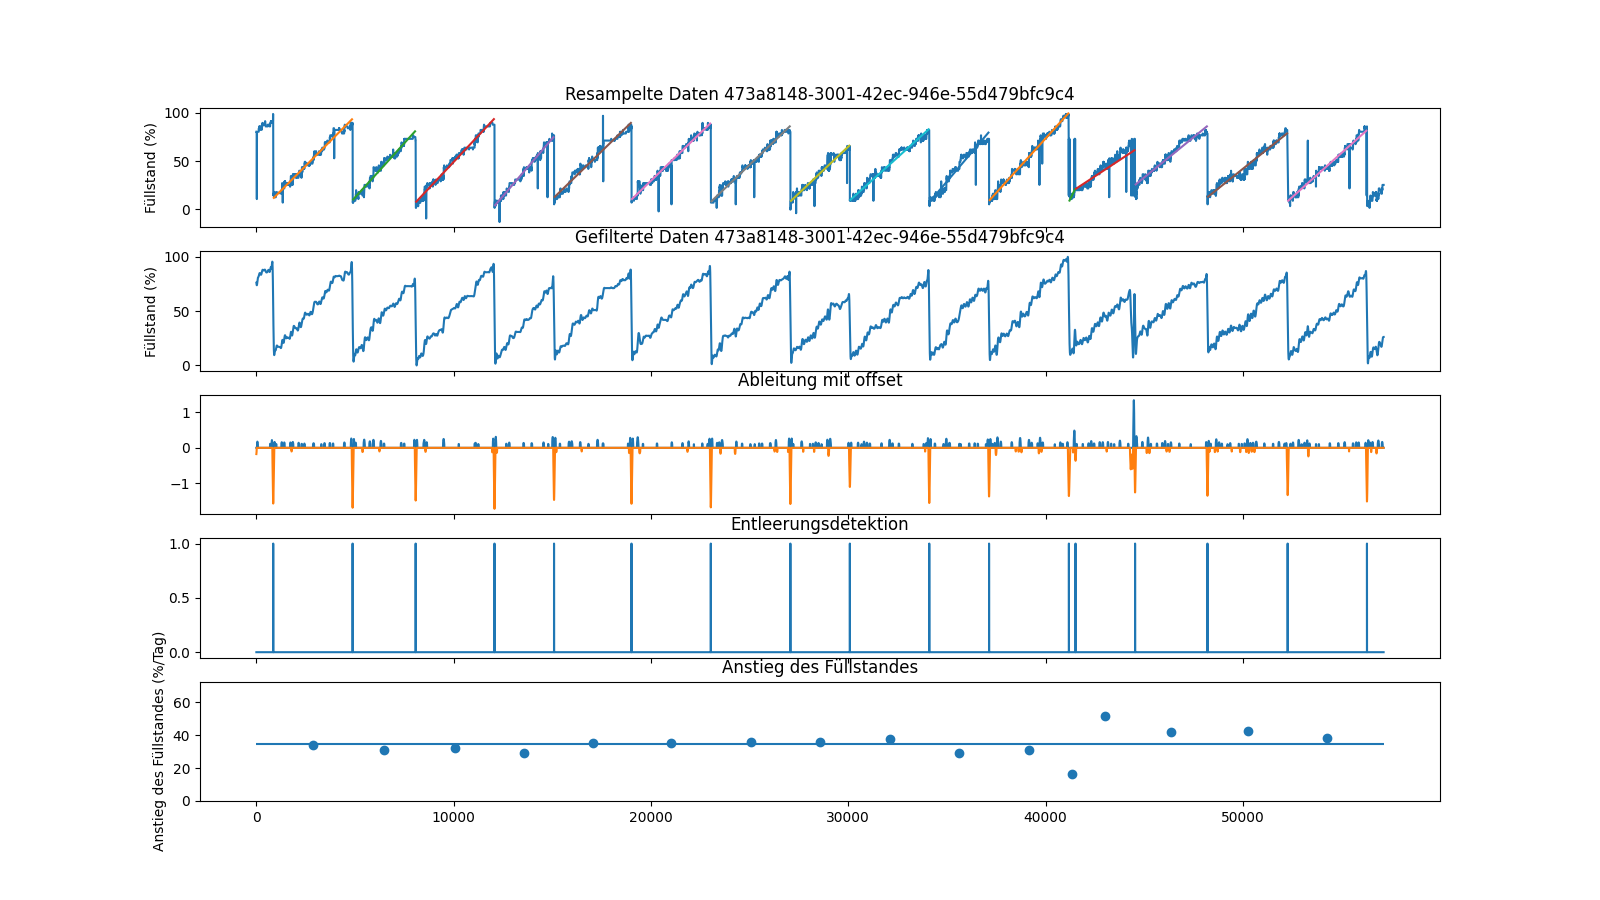 Resampelte Daten 473a8148-3001-42ec-946e-55d479bfc9c4
Füllstand (%)
100
50
0
Gefilterte Daten 473a8148-3001-42ec-946e-55d479bfc9c4
Füllstand (%)
100
50
0
Ableitung mit offset
1
0
−1
Entleerungsdetektion
1.0
0.5
0.0
Anstieg des Füllstandes
Anstieg des Füllstandes (%/Tag)
60
40
20
0
0 10000 20000 30000 40000 50000